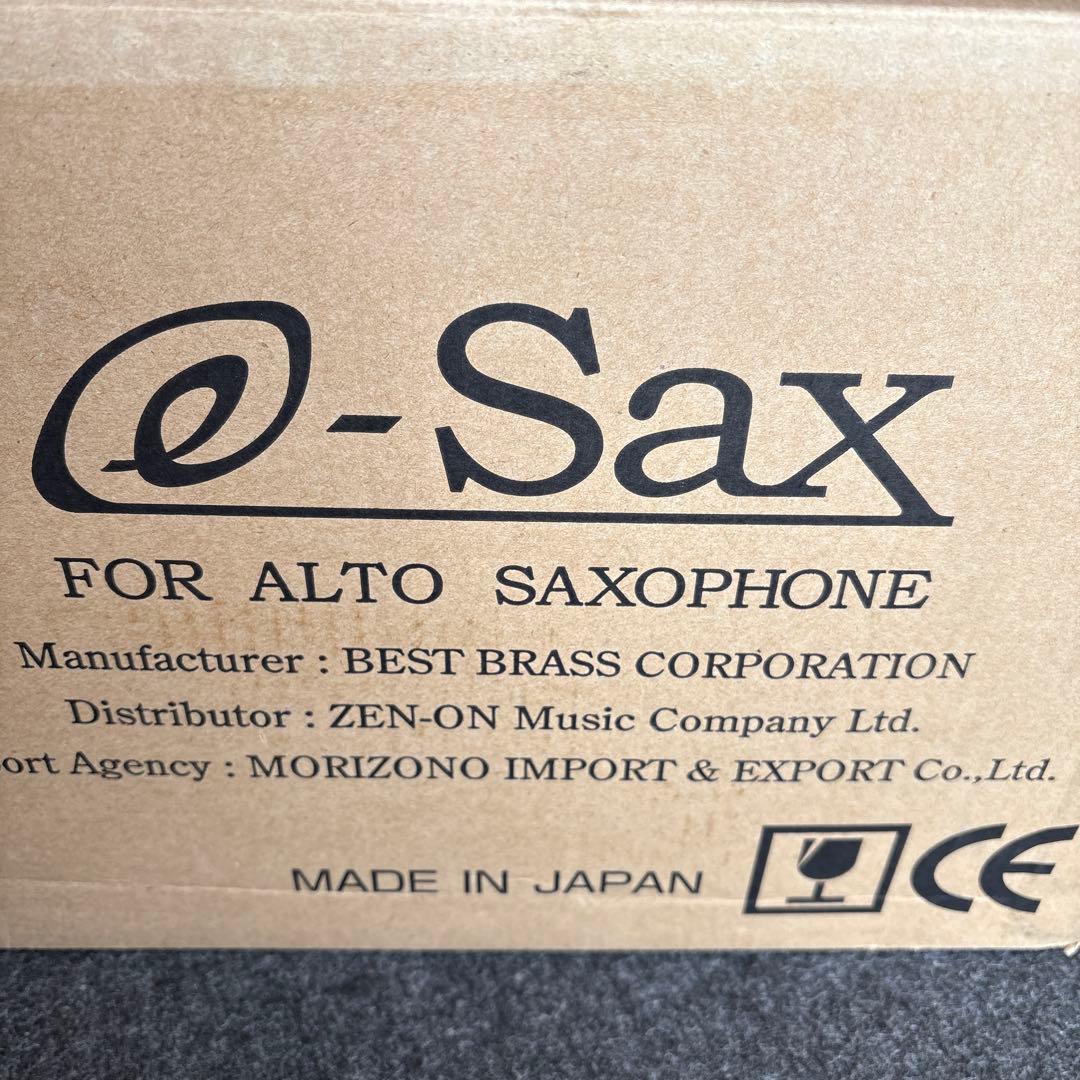 e-Sax
FOR ALTO SAXOPHONE
Manufacturer : BEST BRASS CORPORATION
Distributor : ZEN-ON Music Company Ltd.
Agency : MORIZONO IMPORT & EXPORT Co.,Ltd.
MADE IN JAPAN
CE